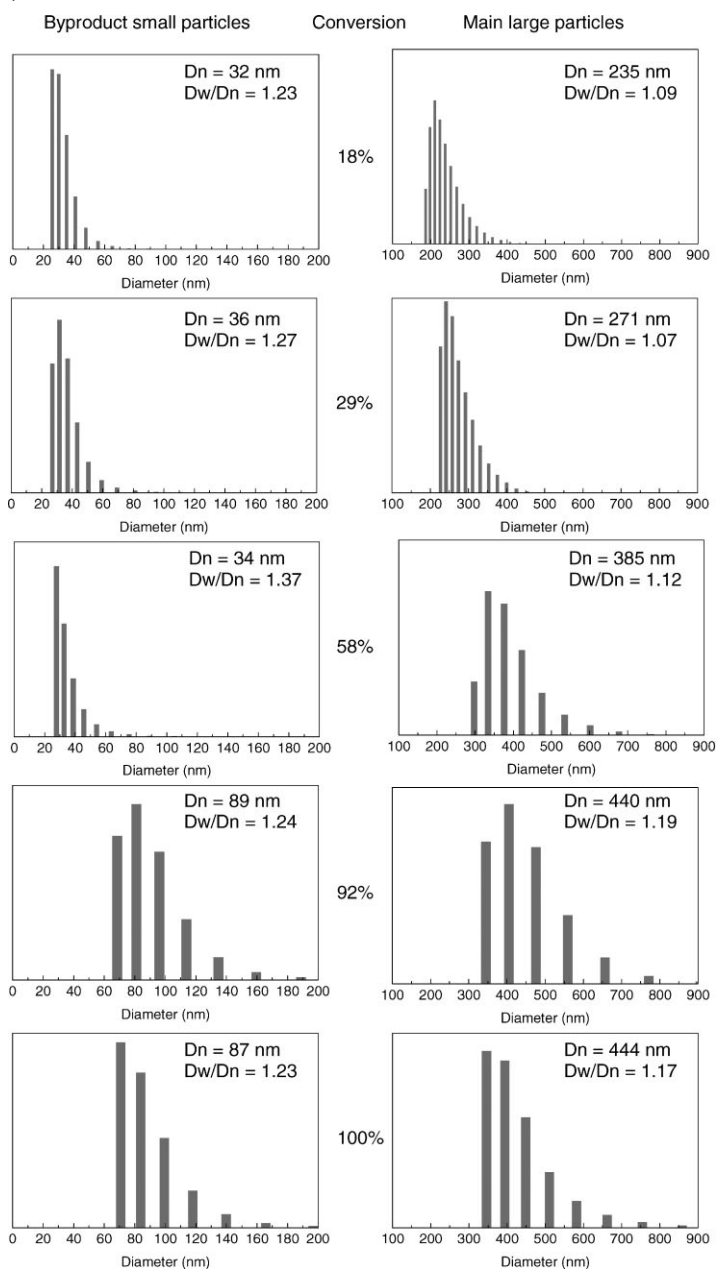 Byproduct small particles Conversion Main large particles
Dn = 32 nm
Dw/Dn = 1.23
0 20 40 60 80 100 120 140 160 180 200
Diameter (nm)
18%
Dn = 235 nm
Dw/Dn = 1.09
100 200 300 400 500 600 700 800 900
Diameter (nm)
Dn = 36 nm
Dw/Dn = 1.27
0 20 40 60 80 100 120 140 160 180 200
Diameter (nm)
29%
Dn = 271 nm
Dw/Dn = 1.07
100 200 300 400 500 600 700 800 900
Diameter (nm)
Dn = 34 nm
Dw/Dn = 1.37
0 20 40 60 80 100 120 140 160 180 200
Diameter (nm)
58%
Dn = 385 nm
Dw/Dn = 1.12
100 200 300 400 500 600 700 800 900
Diameter (nm)
Dn = 89 nm
Dw/Dn = 1.24
0 20 40 60 80 100 120 140 160 180 200
Diameter (nm)
92%
Dn = 440 nm
Dw/Dn = 1.19
100 200 300 400 500 600 700 800 900
Diameter (nm)
Dn = 87 nm
Dw/Dn = 1.23
0 20 40 60 80 100 120 140 160 180 200
Diameter (nm)
100%
Dn = 444 nm
Dw/Dn = 1.17
100 200 300 400 500 600 700 800 900
Diameter (nm)